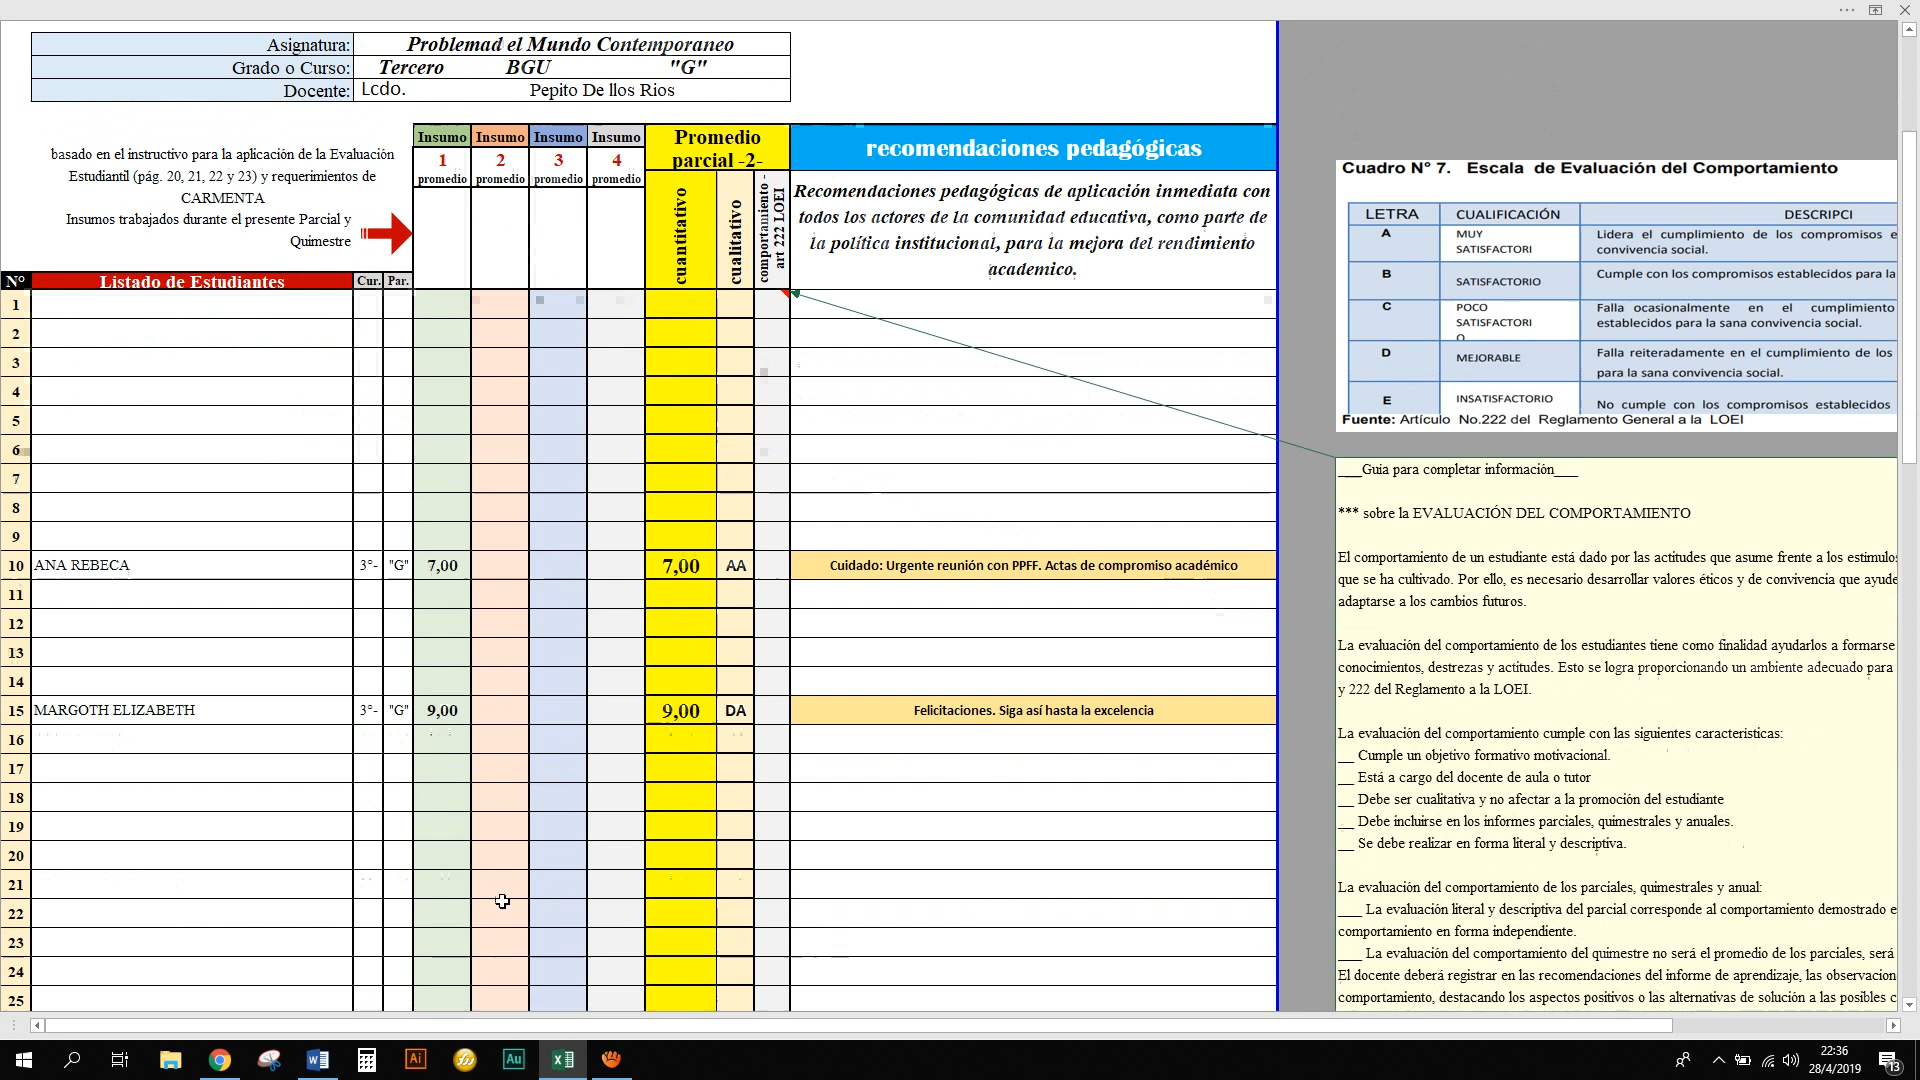 Asignatura: Problemad el Mundo Contemporaneo
Grado o Curso: Tercero BGU "G"
Docente: Lcdo. Pepito De llos Rios
basado en el instructivo para la aplicación de la Evaluación
Estudiantil (pág. 20, 21, 22 y 23) y requerimientos de
CARMENTA
Insumos trabajados durante el presente Parcial y
Quimestre
Insumo Insumo Insumo Insumo
1 2 3 4
promedio promedio promedio promedio
Promedio
parcial -2-
cuantitativo
cualitativo
comportamiento -
art 222 LOEI
recomendaciones pedagógicas
Recomendaciones pedagógicas de aplicación inmediata con
todos los actores de la comunidad educativa, como parte de
la política institucional, para la mejora del rendimiento
academico.
N° Listado de Estudiantes Cur. Par.
1
2
3
4
5
6
7
8
9
10 ANA REBECA 3°- "G" 7,00 7,00 AA Cuidado: Urgente reunión con PPFF. Actas de compromiso académico
11
12
13
14
15 MARGOTH ELIZABETH 3°- "G" 9,00 9,00 DA Felicitaciones. Siga así hasta la excelencia
16
17
18
19
20
21
22
23
24
25
Cuadro N° 7. Escala de Evaluación del Comportamiento
LETRA CUALIFICACIÓN DESCRIPCI
A MUY
SATISFACTORI
Lidera el cumplimiento de los compromisos e
convivencia social.
B SATISFACTORIO Cumple con los compromisos establecidos para la
C POCO
SATISFACTORI
O
Falla ocasionalmente en el cumplimiento
establecidos para la sana convivencia social.
D MEJORABLE Falla reiteradamente en el cumplimiento de los
para la sana convivencia social.
E INSATISFACTORIO No cumple con los compromisos establecidos
Fuente: Artículo No.222 del Reglamento General a la LOEI
___Guia para completar información___
*** sobre la EVALUACIÓN DEL COMPORTAMIENTO
El comportamiento de un estudiante está dado por las actitudes que asume frente a los estimulos
que se ha cultivado. Por ello, es necesario desarrollar valores éticos y de convivencia que ayude
adaptarse a los cambios futuros.
La evaluación del comportamiento de los estudiantes tiene como finalidad ayudarlos a formarse
conocimientos, destrezas y actitudes. Esto se logra proporcionando un ambiente adecuado para
y 222 del Reglamento a la LOEI.
La evaluación del comportamiento cumple con las siguientes características:
__ Cumple un objetivo formativo motivacional.
__ Está a cargo del docente de aula o tutor
__ Debe ser cualitativa y no afectar a la promoción del estudiante
__ Debe incluirse en los informes parciales, quimestrales y anuales.
__ Se debe realizar en forma literal y descriptiva.
La evaluación del comportamiento de los parciales, quimestrales y anual:
___ La evaluación literal y descriptiva del parcial corresponde al comportamiento demostrado e
comportamiento en forma independiente.
___ La evaluación del comportamiento del quimestre no será el promedio de los parciales, será
El docente deberá registrar en las recomendaciones del informe de aprendizaje, las observacion
comportamiento, destacando los aspectos positivos o las alternativas de solución a las posibles c
Ai
Au
22:36
28/4/2019
13